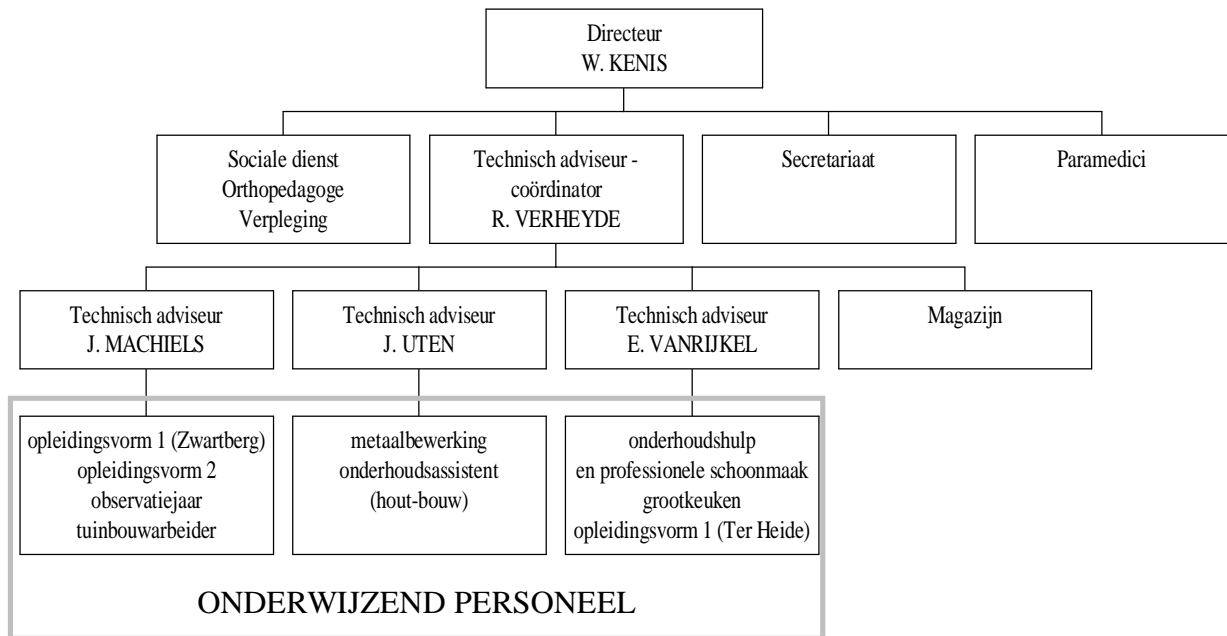 Directeur
W. KENIS
Sociale dienst
Orthopedagoge
Verpleging
Technisch adviseur -
coördinator
R. VERHEYDE
Secretariaat
Paramedici
Technisch adviseur
J. MACHIELS
Technisch adviseur
J. UTEN
Technisch adviseur
E. VANRIJKEL
Magazijn
opleidingsvorm 1 (Zwartberg)
opleidingsvorm 2
observatiejaar
tuinbouwarbeider
metaalbewerking
onderhoudsassistent
(hout-bouw)
onderhoudshulp
en professionele schoonmaak
grootkeuken
opleidingsvorm 1 (Ter Heide)
ONDERWIJZEND PERSONEEL